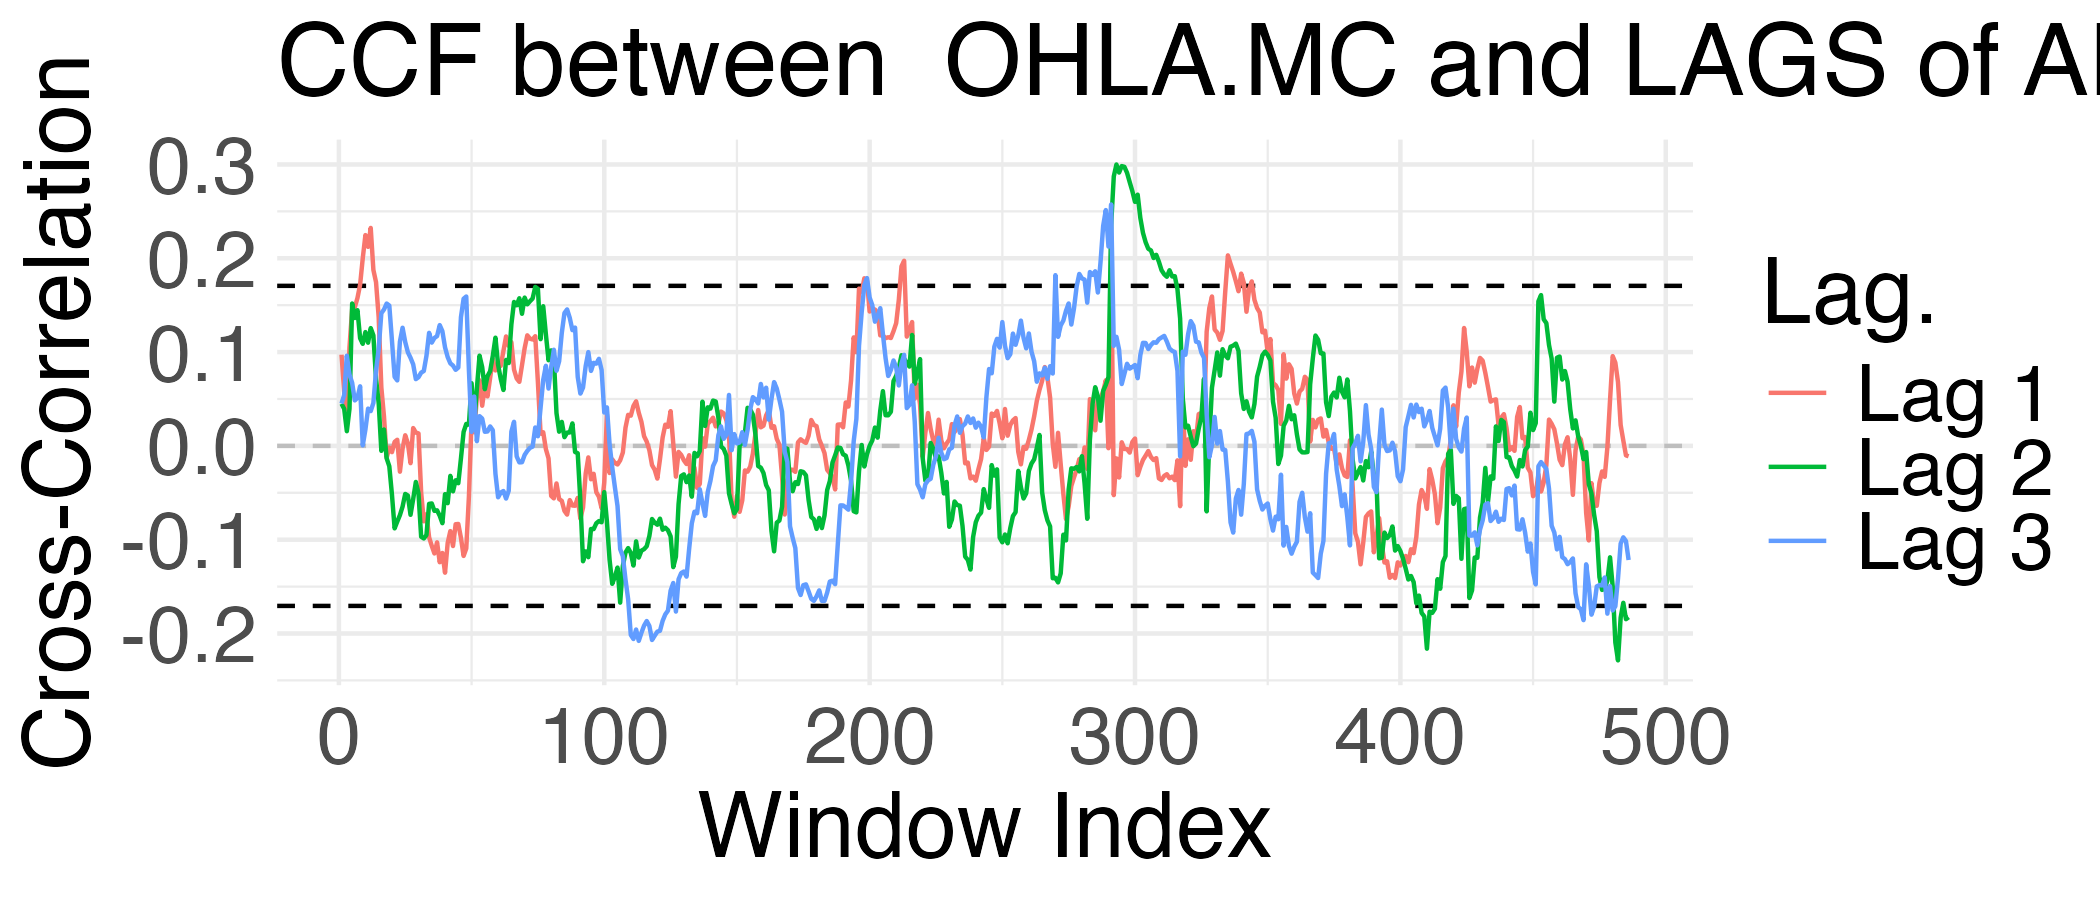 CCF between OHLA.MC and LAGS of
Cross-Correlation
0.3
0.2
0.1
0.0
-0.1
-0.2
0 100 200 300 400 500
Window Index
Lag.
Lag 1
Lag 2
Lag 3